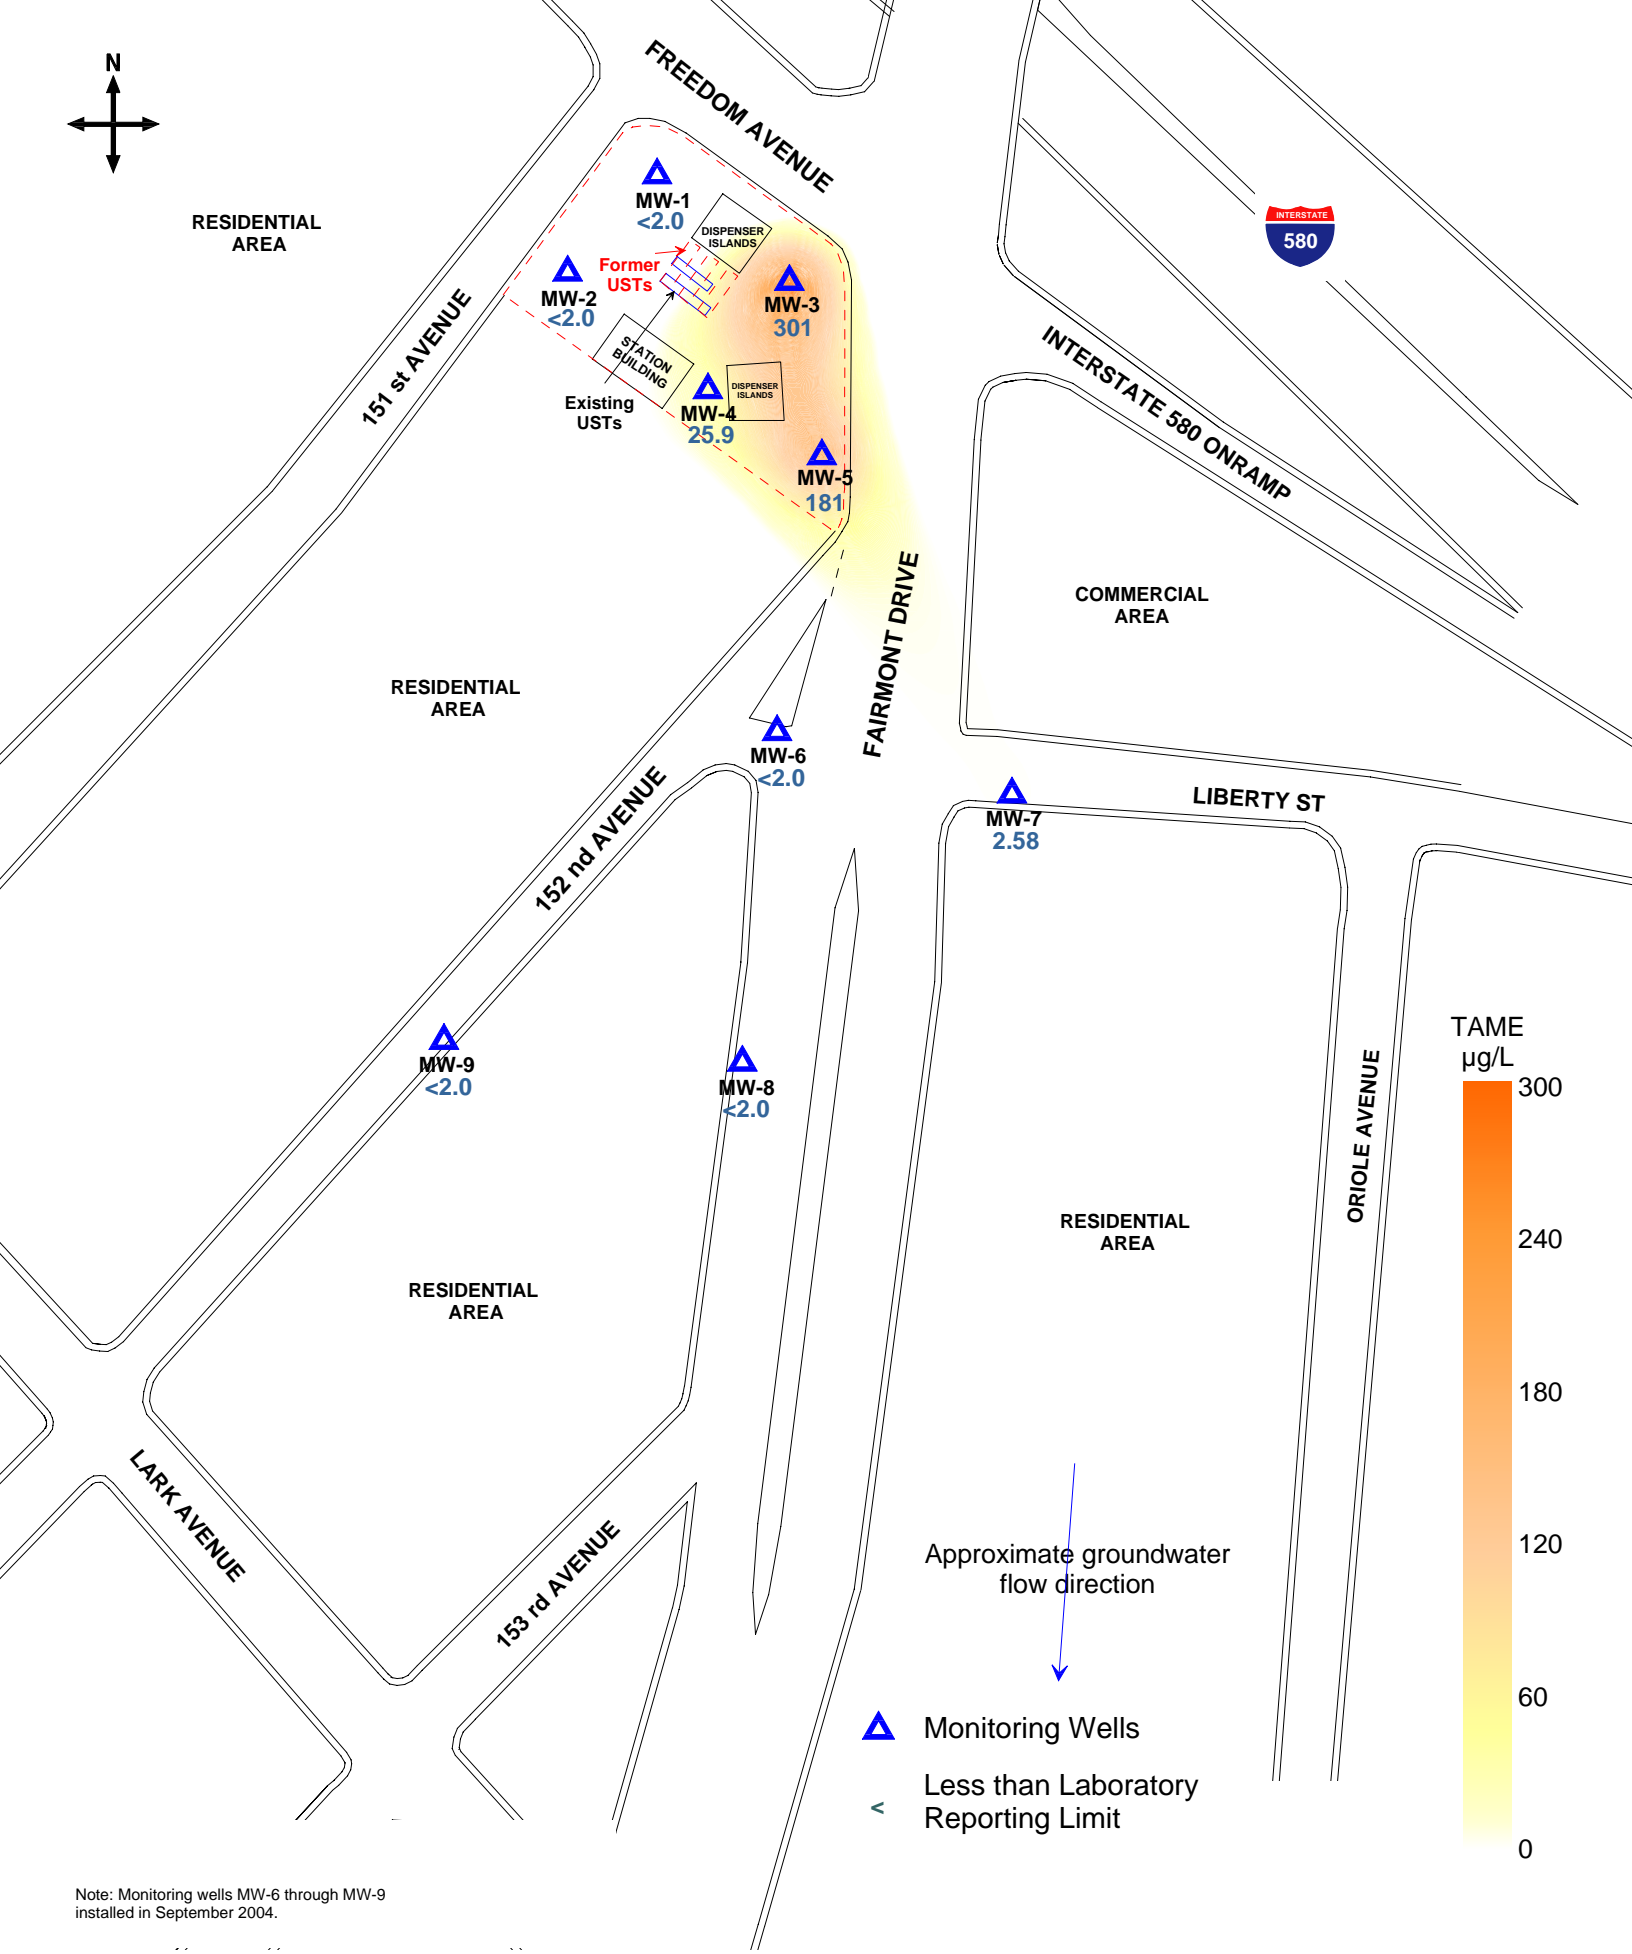 N
FREEDOM AVENUE
RESIDENTIAL
AREA
MW-1
<2.0
DISPENSER
ISLANDS
INTERSTATE
580
Former
USTs
MW-2
<2.0
MW-3
301
151 st AVENUE
STATION
BUILDING
INTERSTATE 580 ONRAMP
DISPENSER
ISLANDS
Existing
USTs
MW-4
25.9
MW-5
181
FAIRMONT DRIVE
COMMERCIAL
AREA
RESIDENTIAL
AREA
MW-6
<2.0
152 nd AVENUE
LIBERTY ST
MW-7
2.58
MW-9
<2.0
MW-8
<2.0
ORIOLE AVENUE
TAME
µg/L
300
240
180
120
60
0
RESIDENTIAL
AREA
RESIDENTIAL
AREA
LARK AVENUE
153 rd AVENUE
Approximate groundwater
flow direction
Monitoring Wells
<
Less than Laboratory
Reporting Limit
Note: Monitoring wells MW-6 through MW-9
installed in September 2004.